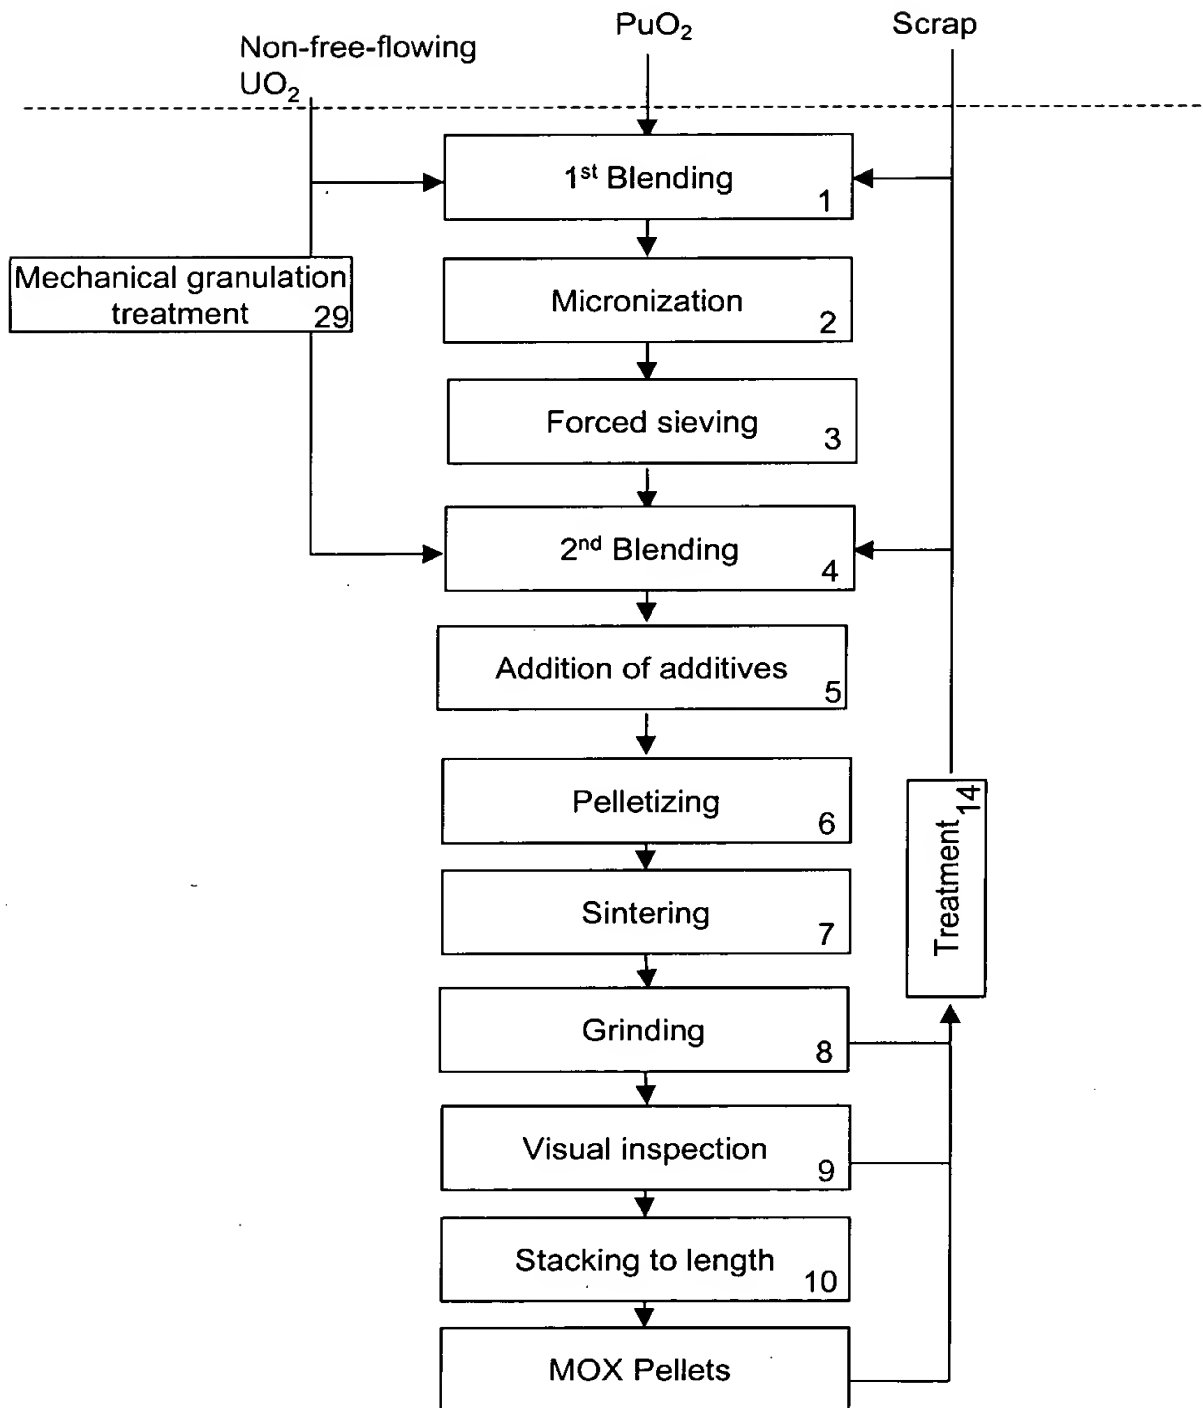 Non-free-flowing
UO₂
PuO₂
Scrap
1st Blending
1
Mechanical granulation
treatment
29
Micronization
2
Forced sieving
3
2nd Blending
4
Addition of additives
5
Pelletizing
6
Treatment
14
Sintering
7
Grinding
8
Visual inspection
9
Stacking to length
10
MOX Pellets